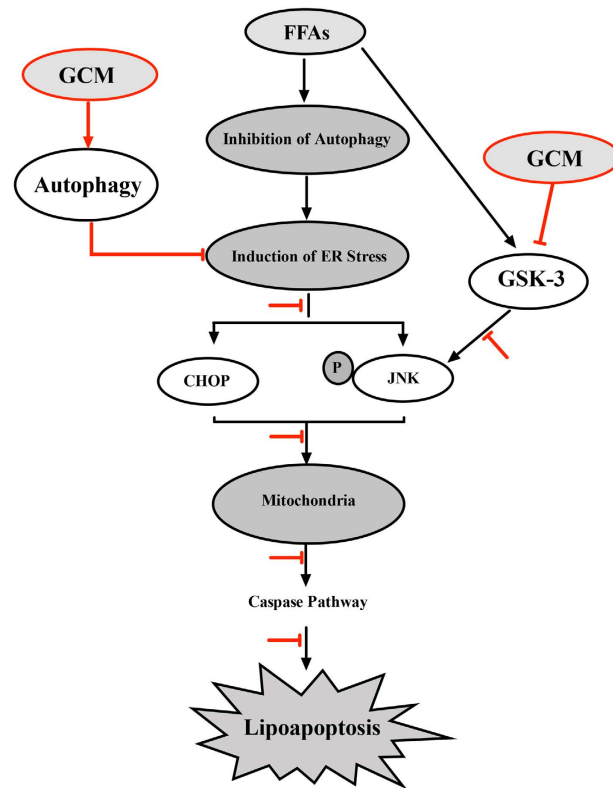 FFAs
GCM
Inhibition of Autophagy
GCM
Autophagy
Induction of ER Stress
GSK-3
P
CHOP
JNK
Mitochondria
Caspase Pathway
Lipoapoptosis